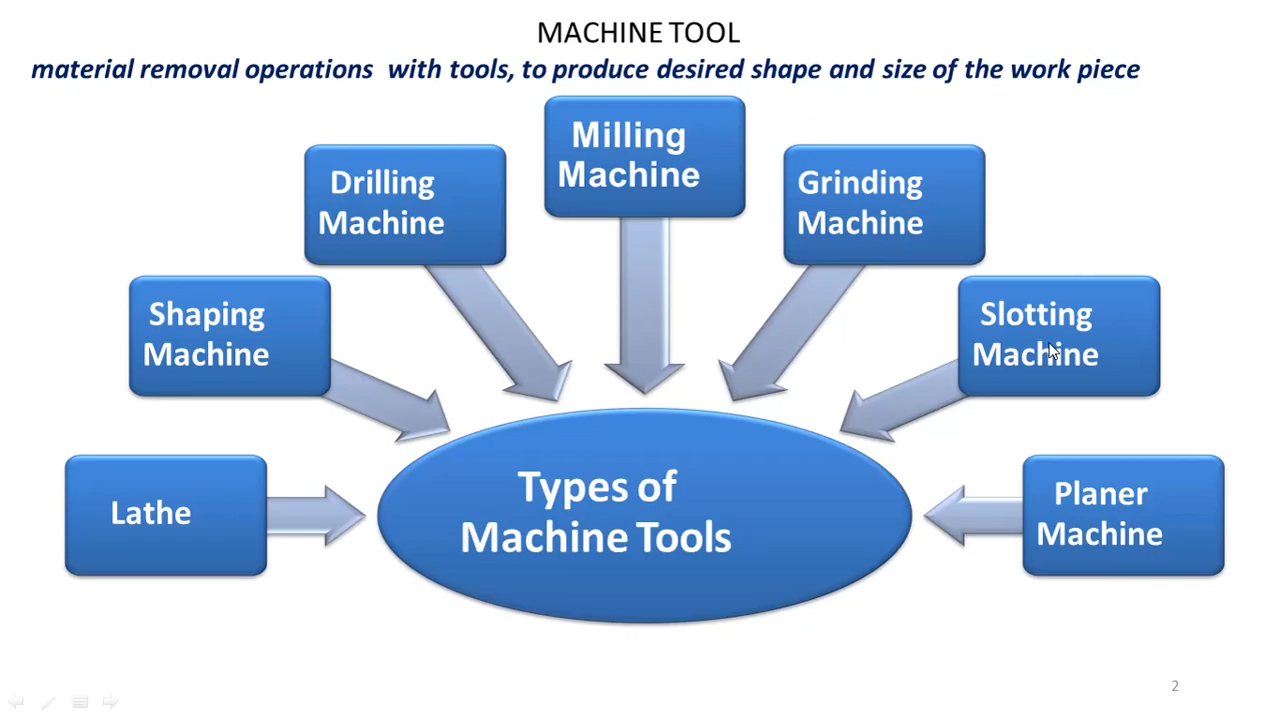 MACHINE TOOL
material removal operations with tools, to produce desired shape and size of the work piece
Milling
Machine
Drilling
Machine
Grinding
Machine
Shaping
Machine
Slotting
Machine
Lathe
Types of
Machine Tools
Planer
Machine
2